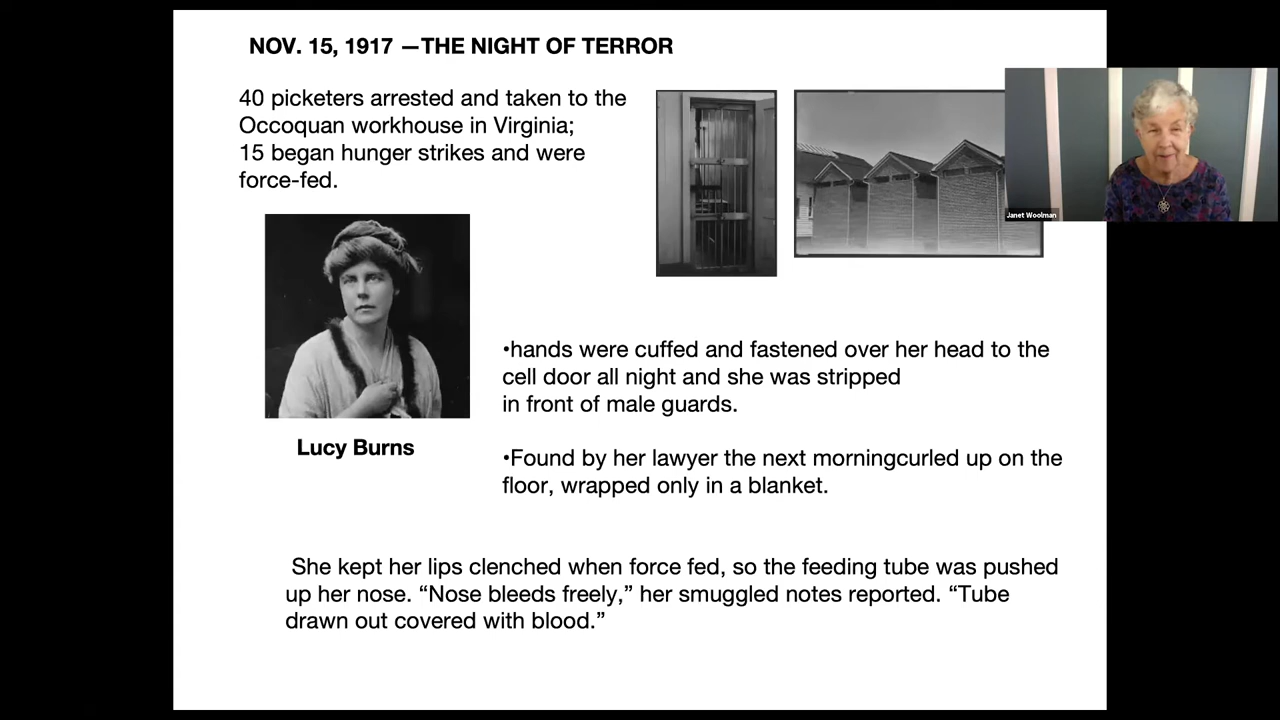 NOV. 15, 1917 —THE NIGHT OF TERROR
40 picketers arrested and taken to the
Occoquan workhouse in Virginia;
15 began hunger strikes and were
force-fed.
Janet Woolman
Lucy Burns
•hands were cuffed and fastened over her head to the
cell door all night and she was stripped
in front of male guards.
•Found by her lawyer the next morningcurled up on the
floor, wrapped only in a blanket.
She kept her lips clenched when force fed, so the feeding tube was pushed
up her nose. “Nose bleeds freely,” her smuggled notes reported. “Tube
drawn out covered with blood.”